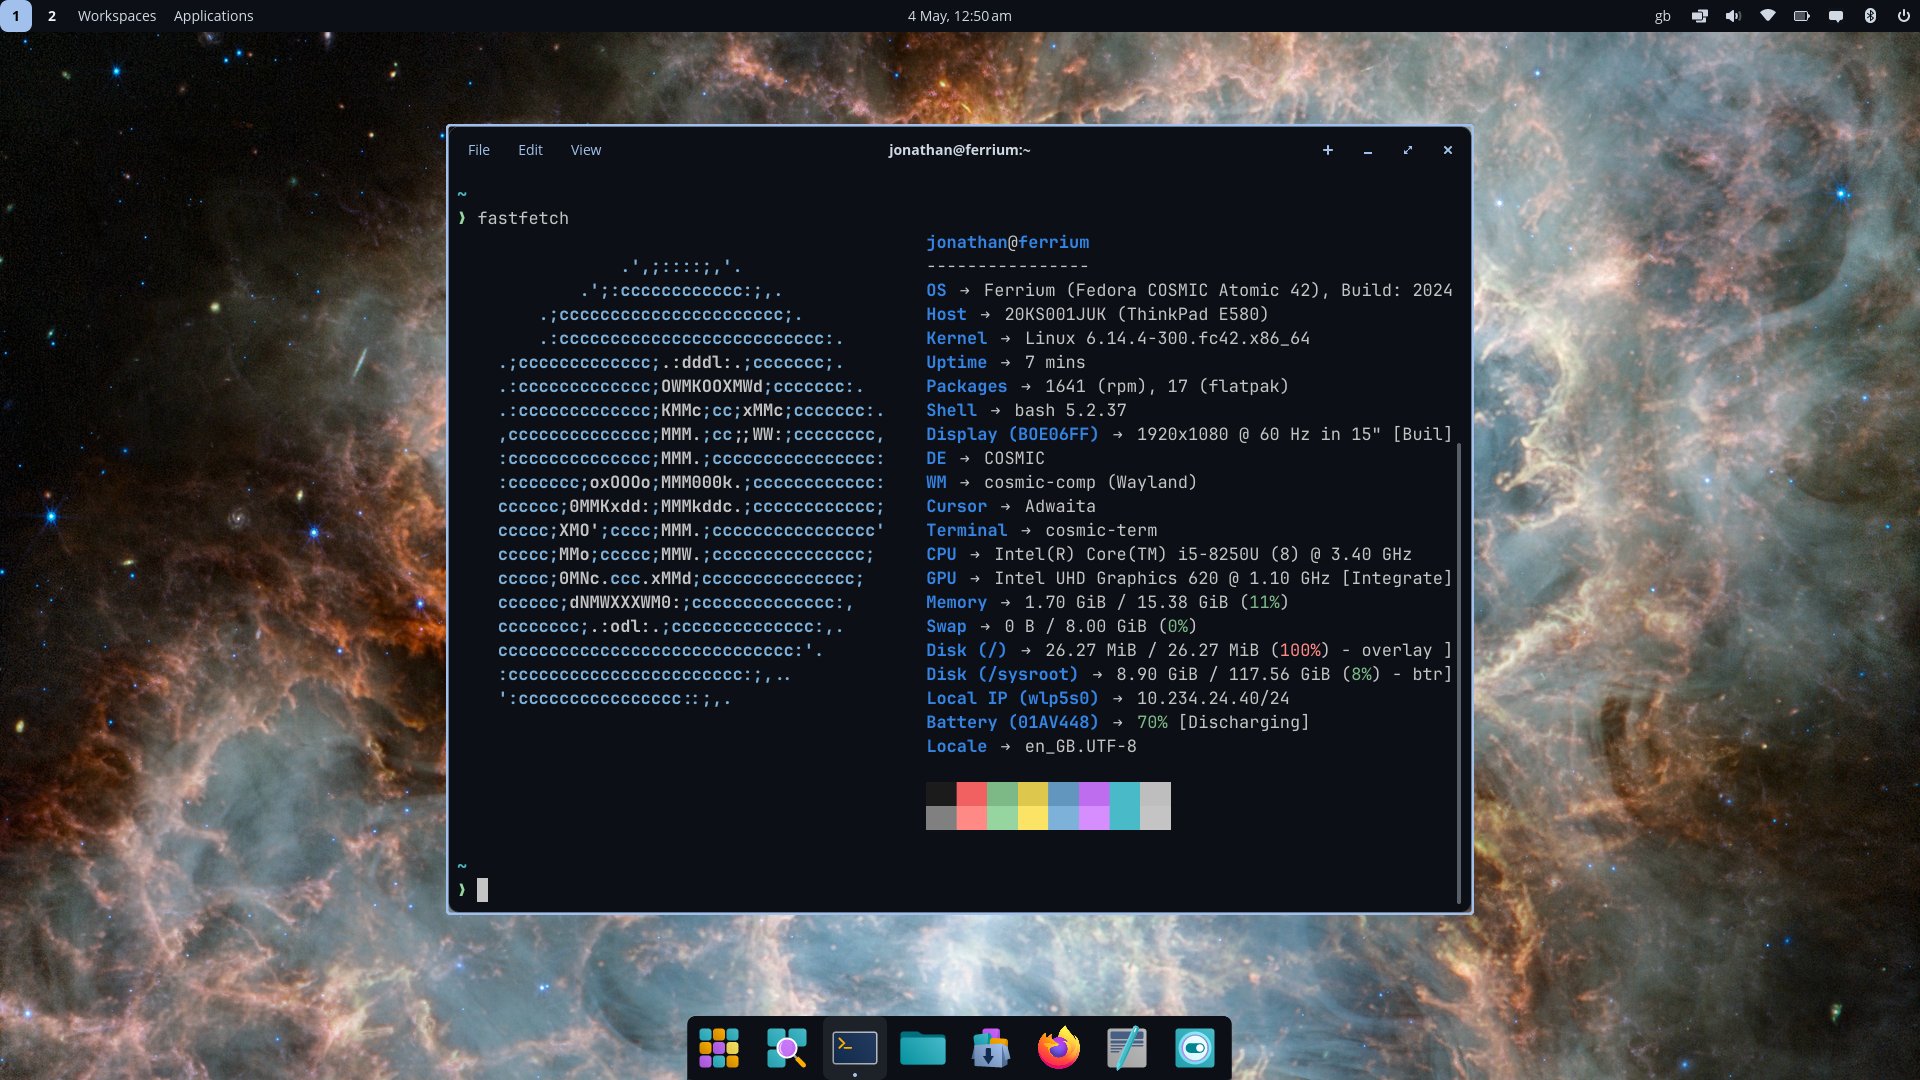 1 2 Workspaces Applications 4 May, 12:50 am gb
File Edit View jonathan@ferrium:~
~
❯ fastfetch
jonathan@ferrium
.',;::::;,'. ----------------
.';:cccccccccccc:;,. OS → Ferrium (Fedora COSMIC Atomic 42), Build: 2024
.;cccccccccccccccccccccc;. Host → 20KS001JUK (ThinkPad E580)
.:cccccccccccccccccccccccccc:. Kernel → Linux 6.14.4-300.fc42.x86_64
.;ccccccccccccc;.:dddl:.;ccccccc;. Uptime → 7 mins
.:ccccccccccccc;OWMKOOXMWd;ccccccc:. Packages → 1641 (rpm), 17 (flatpak)
.:ccccccccccccc;KMMc;cc;xMMc;ccccccc:. Shell → bash 5.2.37
,cccccccccccccc;MMM.;cc;;WW:;cccccccc, Display (BOE06FF) → 1920x1080 @ 60 Hz in 15" [Buil]
:cccccccccccccc;MMM.;cccccccccccccccc: DE → COSMIC
:ccccccc;oxOOOo;MMM000k.;cccccccccccc: WM → cosmic-comp (Wayland)
cccccc;0MMKxdd:;MMMkddc.;cccccccccccc; Cursor → Adwaita
ccccc;XMO';cccc;MMM.;cccccccccccccccc' Terminal → cosmic-term
ccccc;MMo;ccccc;MMW.;ccccccccccccccc; CPU → Intel(R) Core(TM) i5-8250U (8) @ 3.40 GHz
ccccc;0MNc.ccc.xMMd;ccccccccccccccc; GPU → Intel UHD Graphics 620 @ 1.10 GHz [Integrate]
cccccc;dNMWXXXWM0:;cccccccccccccc:, Memory → 1.70 GiB / 15.38 GiB (11%)
cccccccc;.:odl:.;cccccccccccccc:,. Swap → 0 B / 8.00 GiB (0%)
ccccccccccccccccccccccccccccc:'. Disk (/) → 26.27 MiB / 26.27 MiB (100%) - overlay ]
:ccccccccccccccccccccccc:;,.. Disk (/sysroot) → 8.90 GiB / 117.56 GiB (8%) - btr]
':cccccccccccccccc::;,. Local IP (wlp5s0) → 10.234.24.40/24
Battery (01AV448) → 70% [Discharging]
Locale → en_GB.UTF-8
~
❯